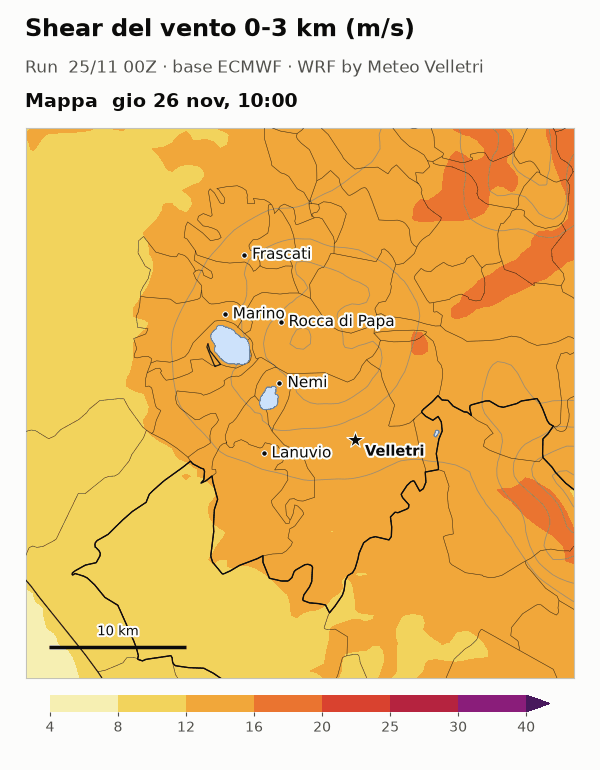 Shear del vento 0-3 km (m/s)
Run  25/11 00Z · base ECMWF · WRF by Meteo Velletri
Mappa  gio 26 nov, 10:00
Frascati
Marino
Rocca di Papa
Nemi
Velletri
Lanuvio
10 km
4 8 12 16 20 25 30 40